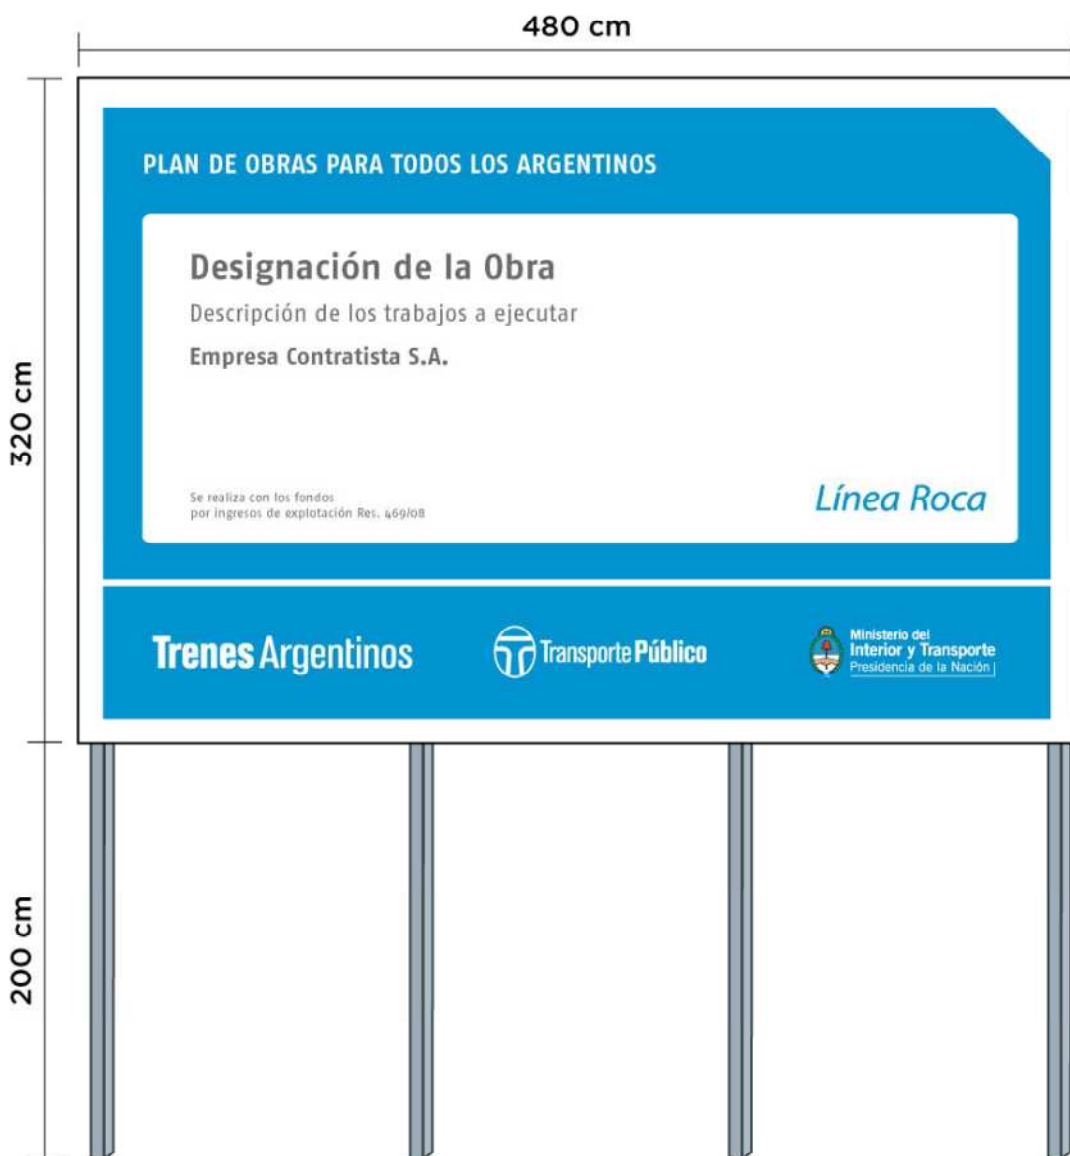 480 cm
320 cm
PLAN DE OBRAS PARA TODOS LOS ARGENTINOS
Designación de la Obra
Descripción de los trabajos a ejecutar
Empresa Contratista S.A.
Se realiza con los fondos
por ingresos de explotación Res. 469/08
Línea Roca
Trenes Argentinos
Transporte Público
Ministerio del
Interior y Transporte
Presidencia de la Nación
200 cm